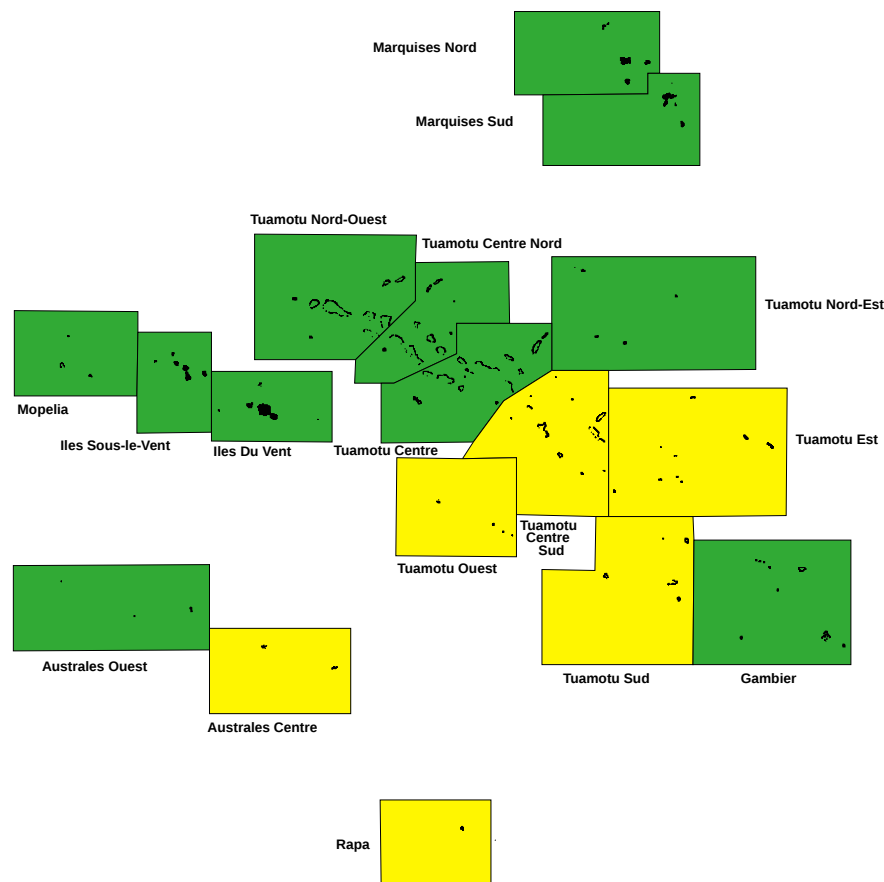 Marquises Nord
Marquises Sud
Tuamotu Nord-Ouest
Tuamotu Centre Nord
Tuamotu Nord-Est
Mopelia
Iles Sous-le-Vent
Iles Du Vent
Tuamotu Centre
Tuamotu Est
Tuamotu
Centre
Sud
Tuamotu Ouest
Australes Ouest
Tuamotu Sud
Gambier
Australes Centre
Rapa